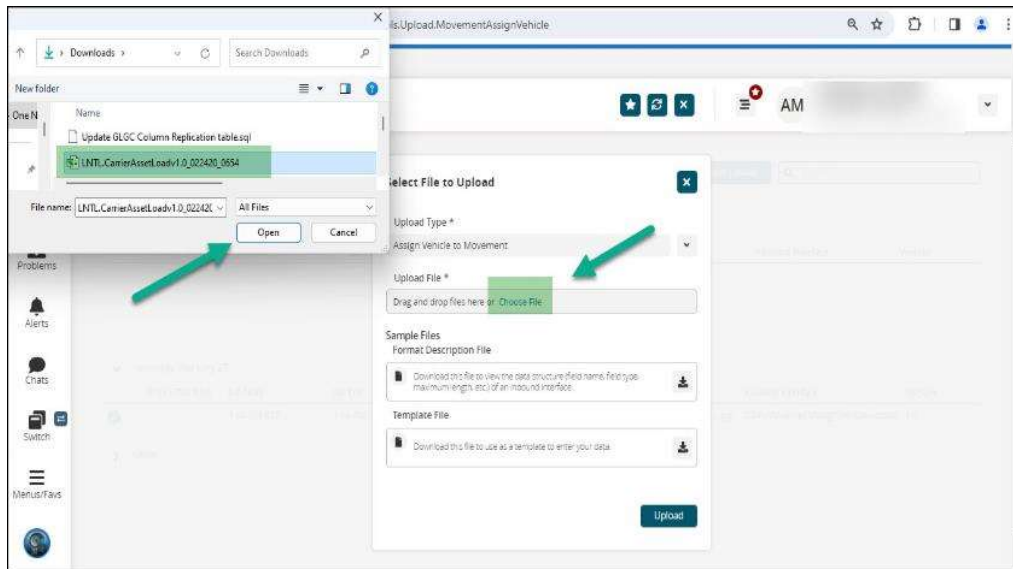 ls.Upload.MovementAssignVehicle
Downloads
Search Downloads
New folder
One N
Name
Update GLGC Column Replication table.sql
LNTL.CarrierAssetLoadv1.0_022420_0554
File name:
LNTL.CarrierAssetLoadv1.0_02242(
All Files
Open
Cancel
AM
Problems
Alerts
Chats
Switch
Menus/Favs
Select File to Upload
Upload Type *
Assign Vehicle to Movement
Upload File *
Drag and drop files here or Choose File
Sample Files
Format Description File
Download this file to view the data structure (field name, field type,
maximum length, etc.) of an inbound interface.
Template File
Download this file to use as a template to enter your data.
Upload